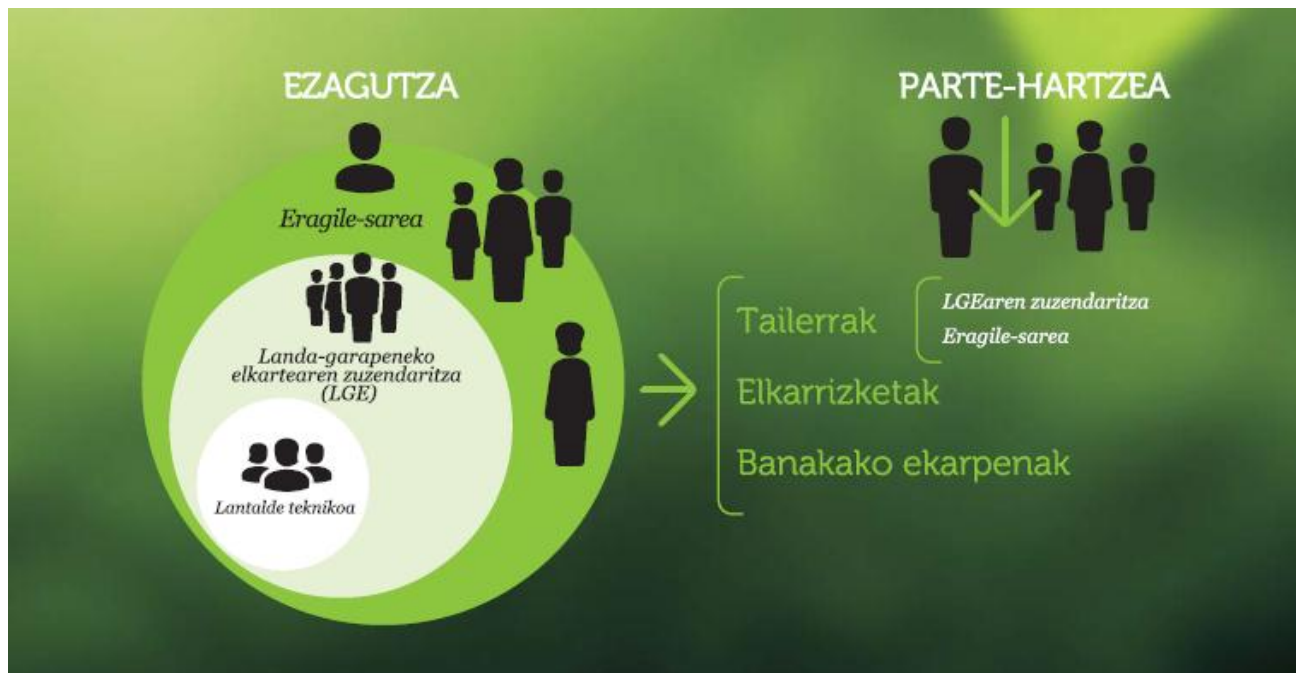 EZAGUTZA
Eragile-sarea
Landa-garapeneko
elkartearen zuzendaritza
(LGE)
Lantalde teknikoa
PARTE-HARTZEA
Tailerrak
LGEaren zuzendaritza
Eragile-sarea
Elkarrizketak
Banakako ekarpenak